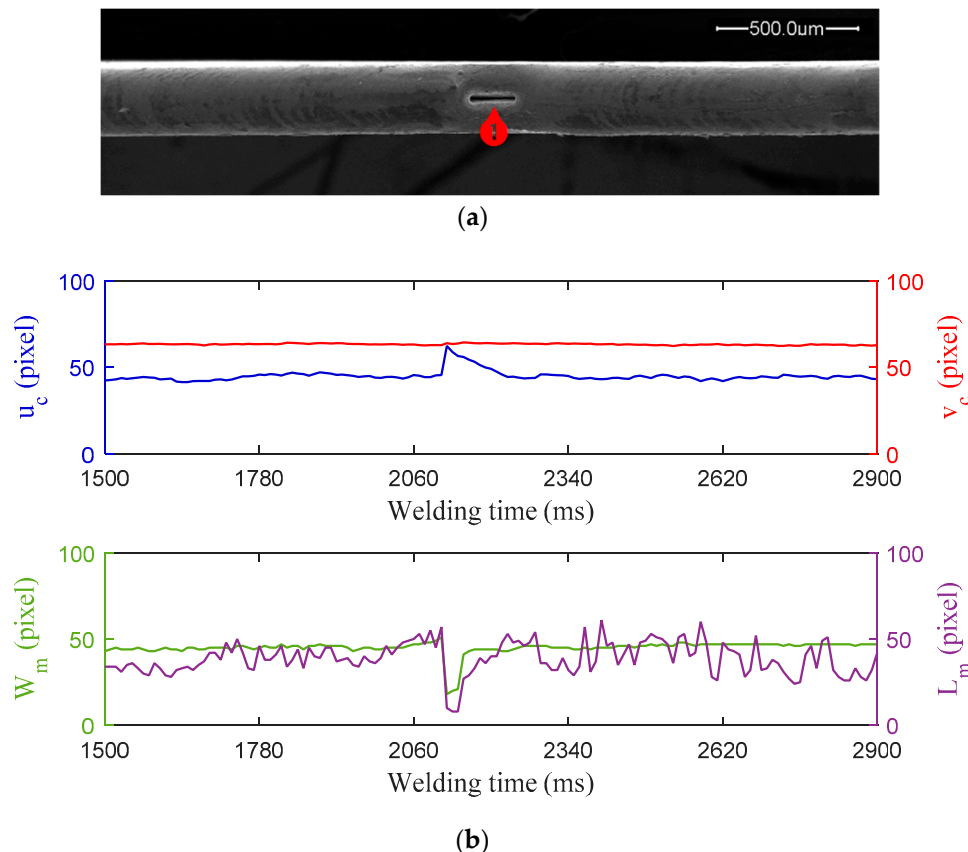 500.0um
(a)
100
50
0
u_c (pixel)
100
50
0
v_c (pixel)
1500 1780 2060 2340 2620 2900
Welding time (ms)
100
50
0
W_m (pixel)
100
50
0
L_m (pixel)
1500 1780 2060 2340 2620 2900
Welding time (ms)
(b)